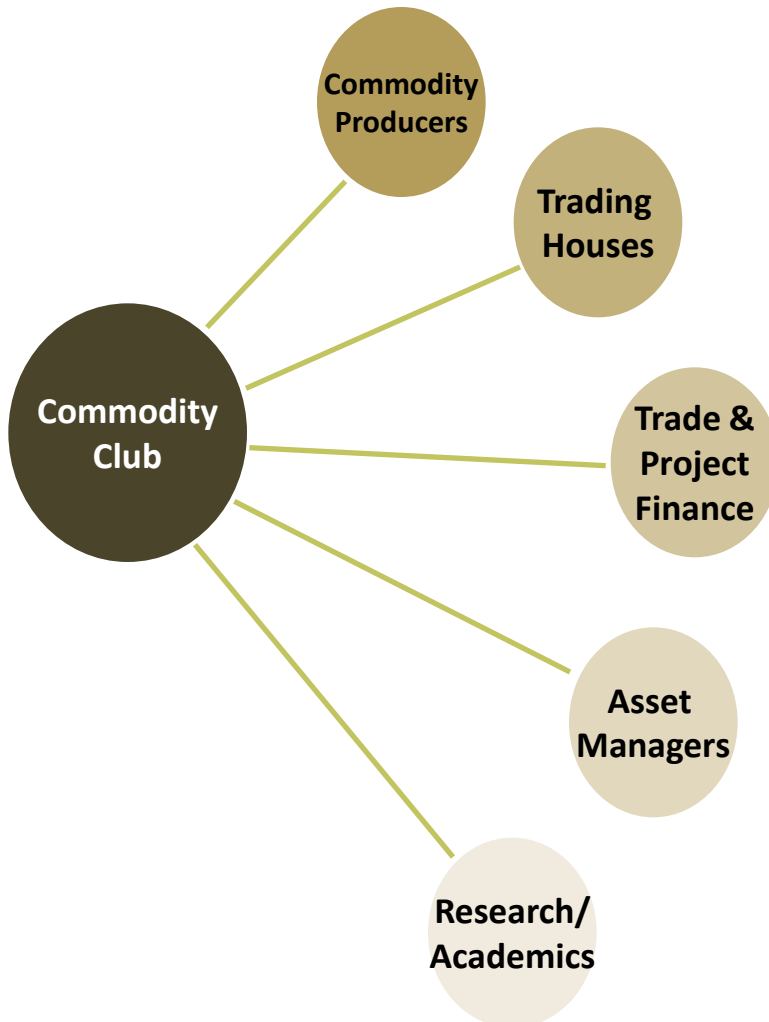 Commodity
Producers
Trading
Houses
Commodity
Club
Trade &
Project
Finance
Asset
Managers
Research/
Academics